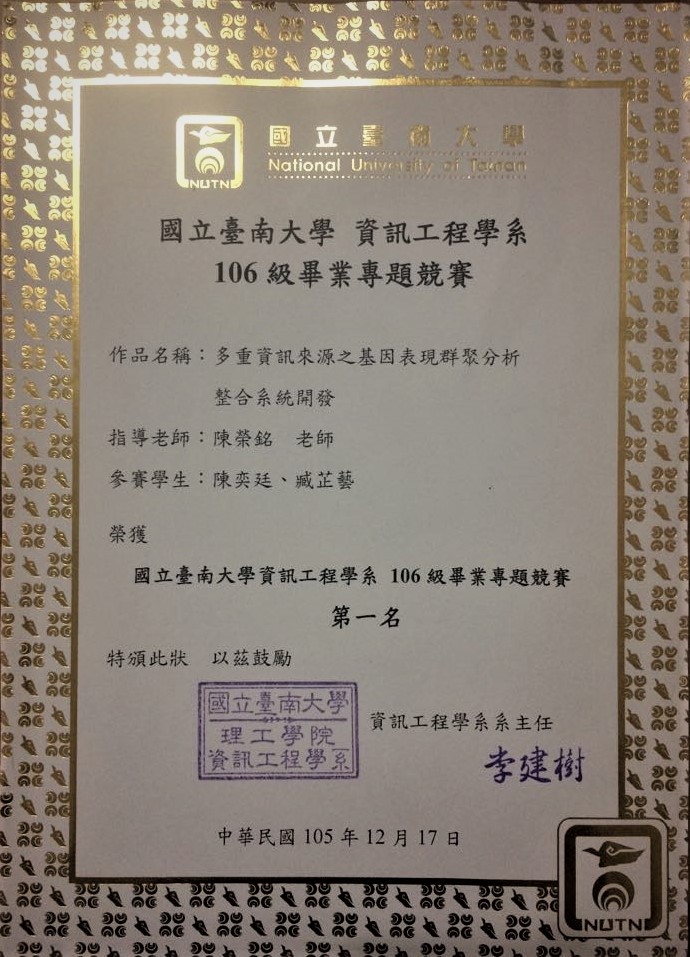 國立臺南大學
National University of Tainan
NUTN
國立臺南大學 資訊工程學系
106 級畢業專題競賽
作品名稱：多重資訊來源之基因表現群聚分析
整合系統開發
指導老師：陳榮銘 老師
參賽學生：陳奕廷、臧芷藝
榮獲
國立臺南大學資訊工程學系 106 級畢業專題競賽
第一名
特頒此狀 以茲鼓勵
國立臺南大學
理工學院
資訊工程學系
資訊工程學系系主任
李建樹
中華民國 105 年 12 月 17 日
NUTN